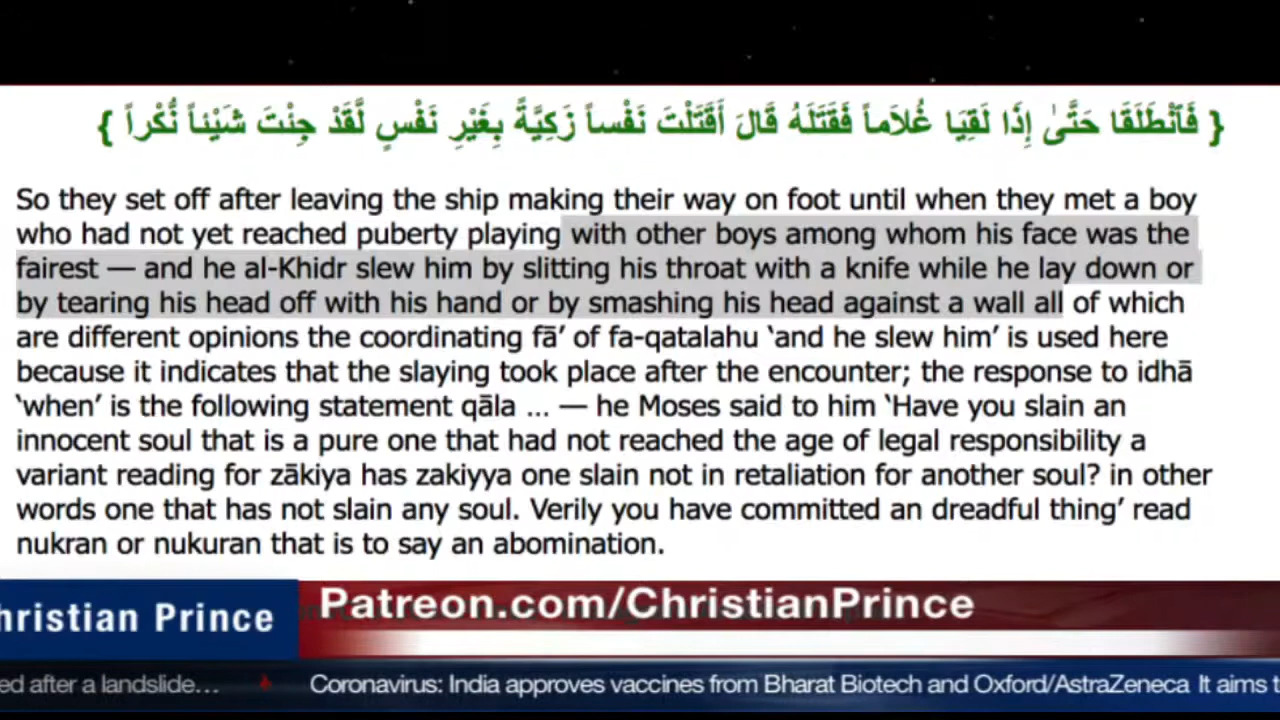 { فَٱنْطَلَقَا حَتَّىٰ إِذَا لَقِيَا غُلاَماً فَقَتَلَهُ قَالَ أَقَتَلْتَ نَفْساً زَكِيَّةً بِغَيْرِ نَفْسٍ لَّقَدْ جِئْتَ شَيْئاً نُّكْراً }
So they set off after leaving the ship making their way on foot until when they met a boy
who had not yet reached puberty playing with other boys among whom his face was the
fairest — and he al-Khidr slew him by slitting his throat with a knife while he lay down or
by tearing his head off with his hand or by smashing his head against a wall all of which
are different opinions the coordinating fā’ of fa-qatalahu ‘and he slew him’ is used here
because it indicates that the slaying took place after the encounter; the response to idhā
‘when’ is the following statement qāla ... — he Moses said to him ‘Have you slain an
innocent soul that is a pure one that had not reached the age of legal responsibility a
variant reading for zākiya has zakiyya one slain not in retaliation for another soul? in other
words one that has not slain any soul. Verily you have committed an dreadful thing’ read
nukran or nukuran that is to say an abomination.
hristian Prince
Patreon.com/ChristianPrince
ed after a landslide... Coronavirus: India approves vaccines from Bharat Biotech and Oxford/AstraZeneca It aims t